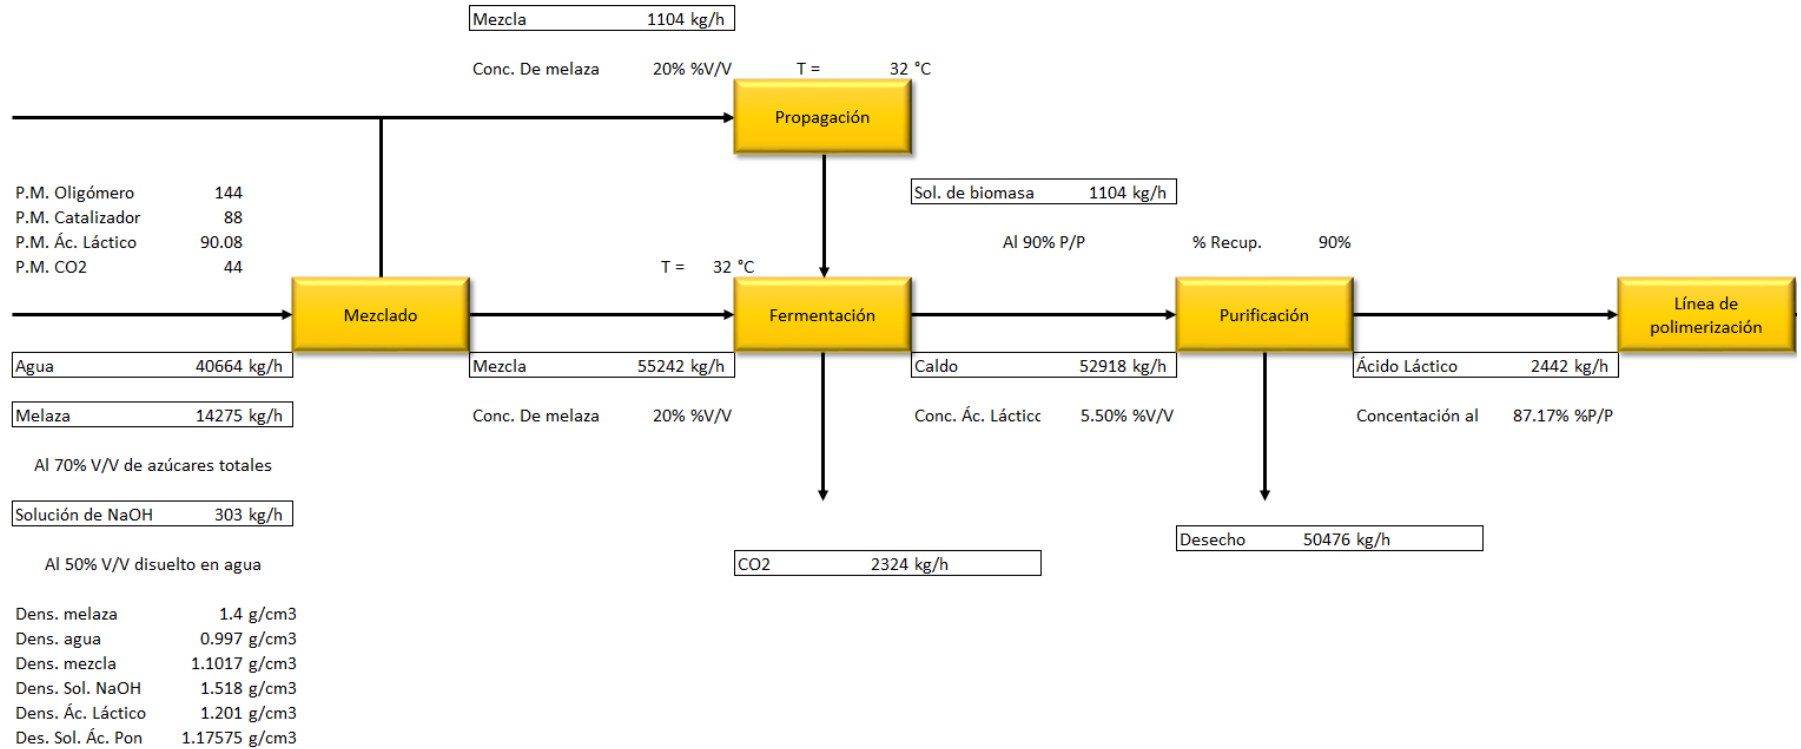 Mezcla 1104 kg/h
Conc. De melaza 20% %V/V T = 32 °C
Propagación
P.M. Oligómero 144
P.M. Catalizador 88
P.M. Ác. Láctico 90.08
P.M. CO2 44
Sol. de biomasa 1104 kg/h
Al 90% P/P % Recup. 90%
T = 32 °C
Mezclado
Fermentación
Purificación
Línea de
polimerización
Agua 40664 kg/h
Mezcla 55242 kg/h
Caldo 52918 kg/h
Ácido Láctico 2442 kg/h
Melaza 14275 kg/h
Conc. De melaza 20% %V/V
Conc. Ác. Láctic 5.50% %V/V
Concentación al 87.17% %P/P
Al 70% V/V de azúcares totales
Solución de NaOH 303 kg/h
Desecho 50476 kg/h
Al 50% V/V disuelto en agua
CO2 2324 kg/h
Dens. melaza 1.4 g/cm3
Dens. agua 0.997 g/cm3
Dens. mezcla 1.1017 g/cm3
Dens. Sol. NaOH 1.518 g/cm3
Dens. Ác. Láctico 1.201 g/cm3
Des. Sol. Ác. Pon 1.17575 g/cm3